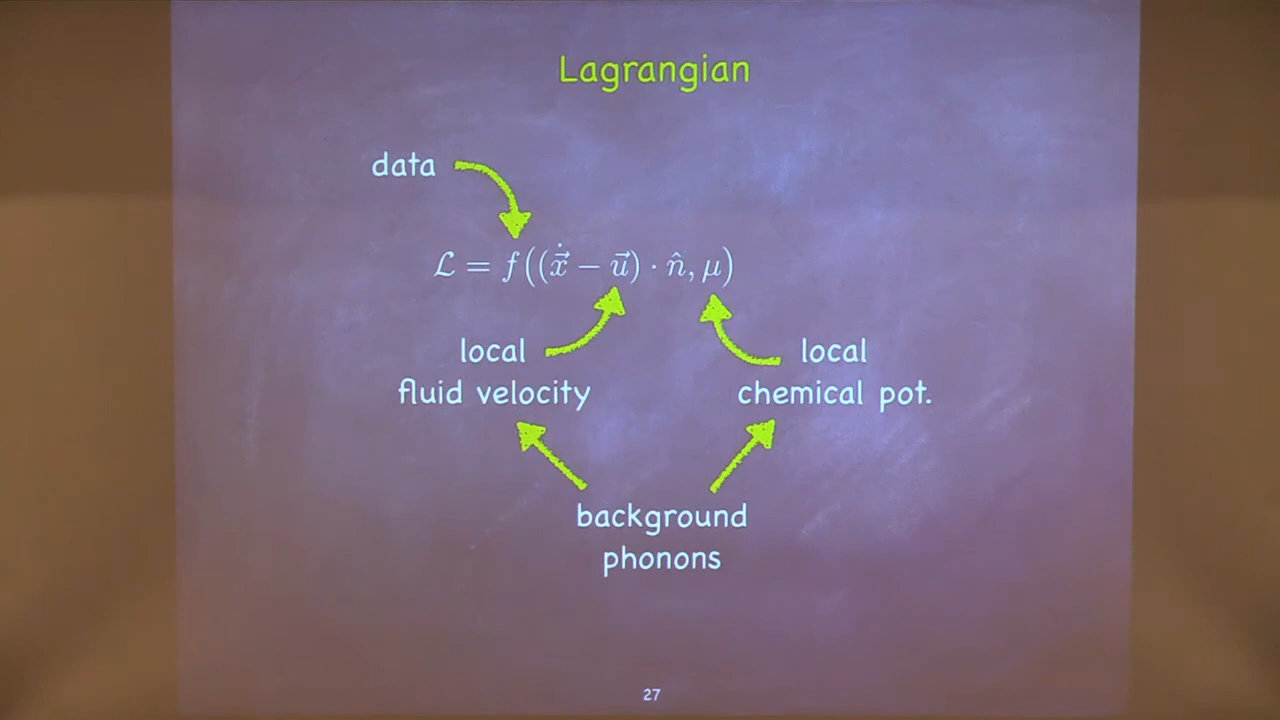 Lagrangian
data
ℒ = f((ẋ⃗ − u⃗) · n̂, μ)
local
fluid velocity
local
chemical pot.
background
phonons
27